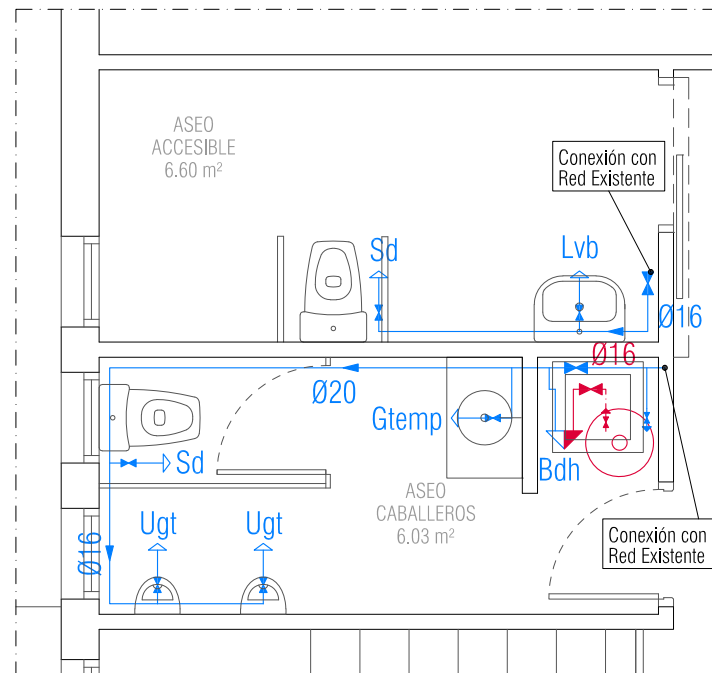 ASEO
ACCESIBLE
6.60 m²
Conexión con
Red Existente
Sd
Lvb
Ø16
Ø16
Ø20
Gtemp
Sd
Bdh
ASEO
CABALLEROS
6.03 m²
Ugt
Ugt
Ø16
Conexión con
Red Existente